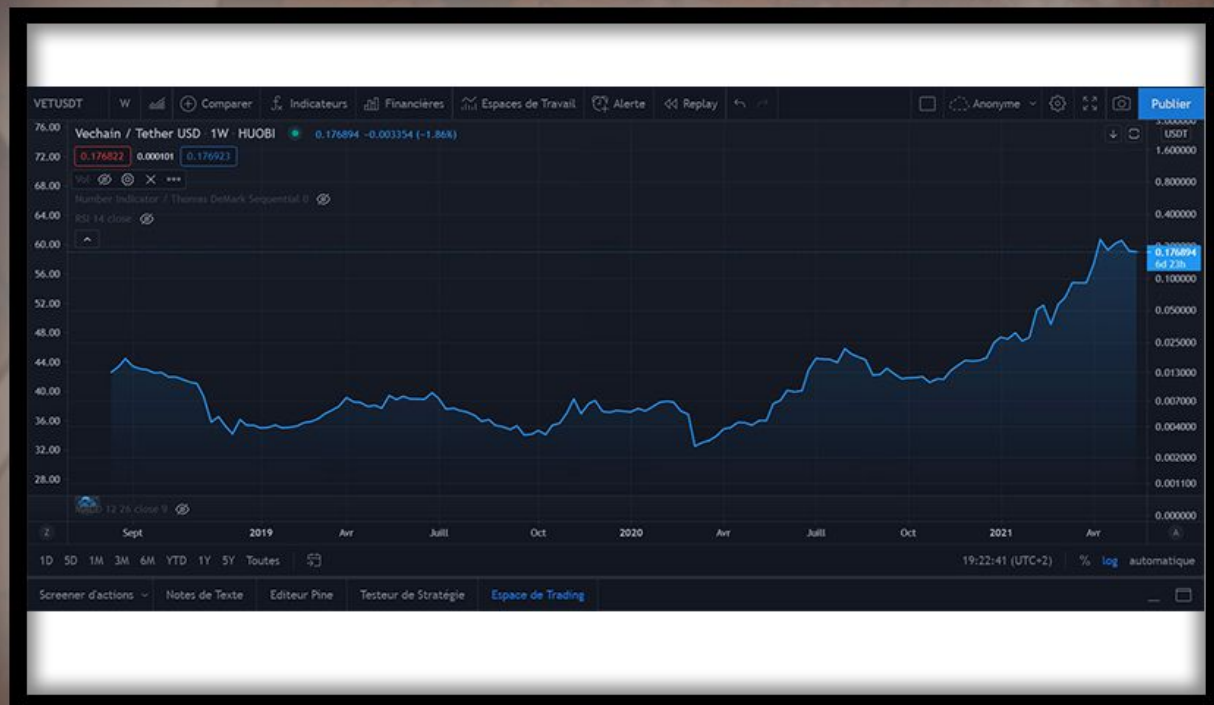 VETUSDT W Comparer Indicateurs Financières Espaces de Travail Alerte Replay Anonyme Publier
Vechain / Tether USD 1W HUOBI 0.176894 -0.003354 (-1.86%)
0.176822 0.000101 0.176923
Vol
Number Indicator / Thomas DeMark Sequential 0
RSI 14 close
76.00
72.00
68.00
64.00
60.00
56.00
52.00
48.00
44.00
40.00
36.00
32.00
28.00
USDT
1.600000
0.800000
0.400000
0.176894
6d 23h
0.100000
0.050000
0.025000
0.013000
0.007000
0.004000
0.002000
0.001100
0.000000
12 26 close 9
Z Sept 2019 Avr Juill Oct 2020 Avr Juill Oct 2021 Avr A
1D 5D 1M 3M 6M YTD 1Y 5Y Toutes 19:22:41 (UTC+2) % log automatique
Screener d'actions Notes de Texte Editeur Pine Testeur de Stratégie Espace de Trading